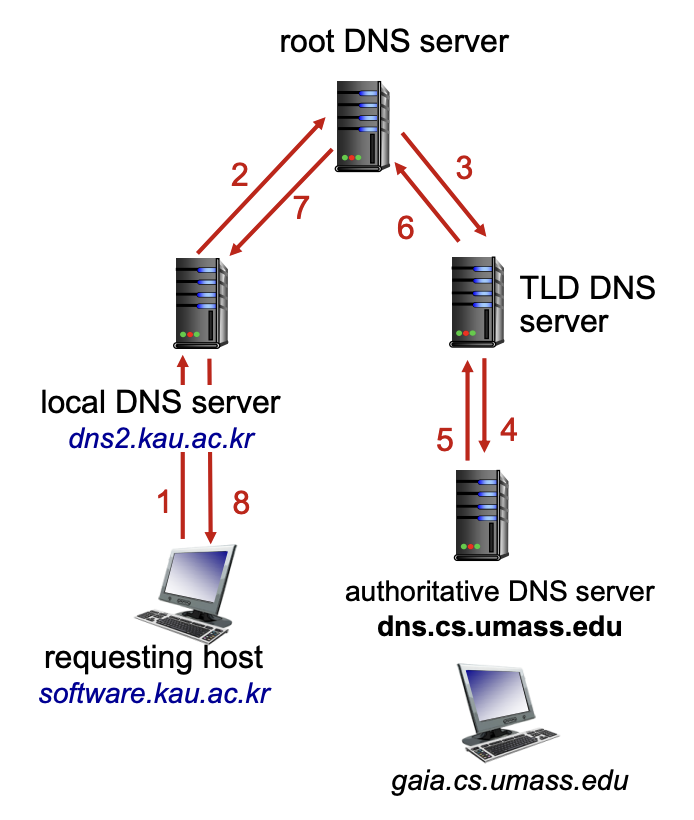 root DNS server
2
3
7
6
TLD DNS
server
local DNS server
dns2.kau.ac.kr
5
4
1
8
authoritative DNS server
dns.cs.umass.edu
requesting host
software.kau.ac.kr
gaia.cs.umass.edu